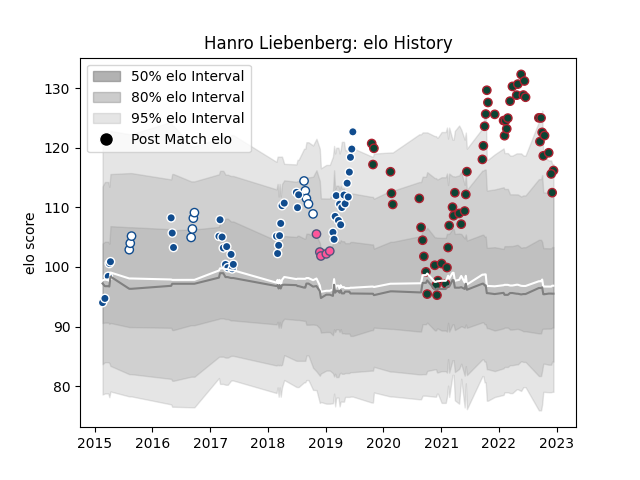 Hanro Liebenberg: elo History
50% elo Interval
80% elo Interval
95% elo Interval
Post Match elo
elo score
130
120
110
100
90
80
2015 2016 2017 2018 2019 2020 2021 2022 2023